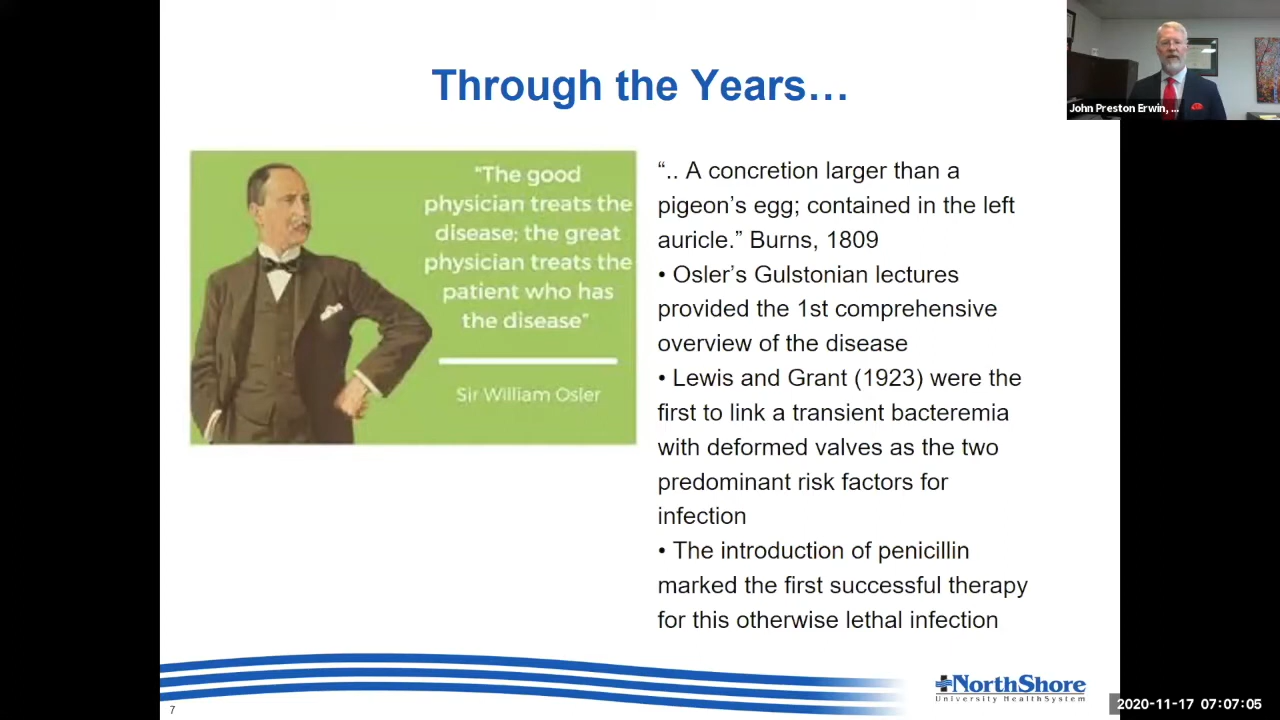 Through the Years…
John Preston Erwin, ...
"The good
physician treats the
disease; the great
physician treats the
patient who has
the disease"
Sir William Osler
“.. A concretion larger than a
pigeon’s egg; contained in the left
auricle.” Burns, 1809
• Osler’s Gulstonian lectures
provided the 1st comprehensive
overview of the disease
• Lewis and Grant (1923) were the
first to link a transient bacteremia
with deformed valves as the two
predominant risk factors for
infection
• The introduction of penicillin
marked the first successful therapy
for this otherwise lethal infection
NorthShore
University HealthSystem
7
2020-11-17 07:07:05